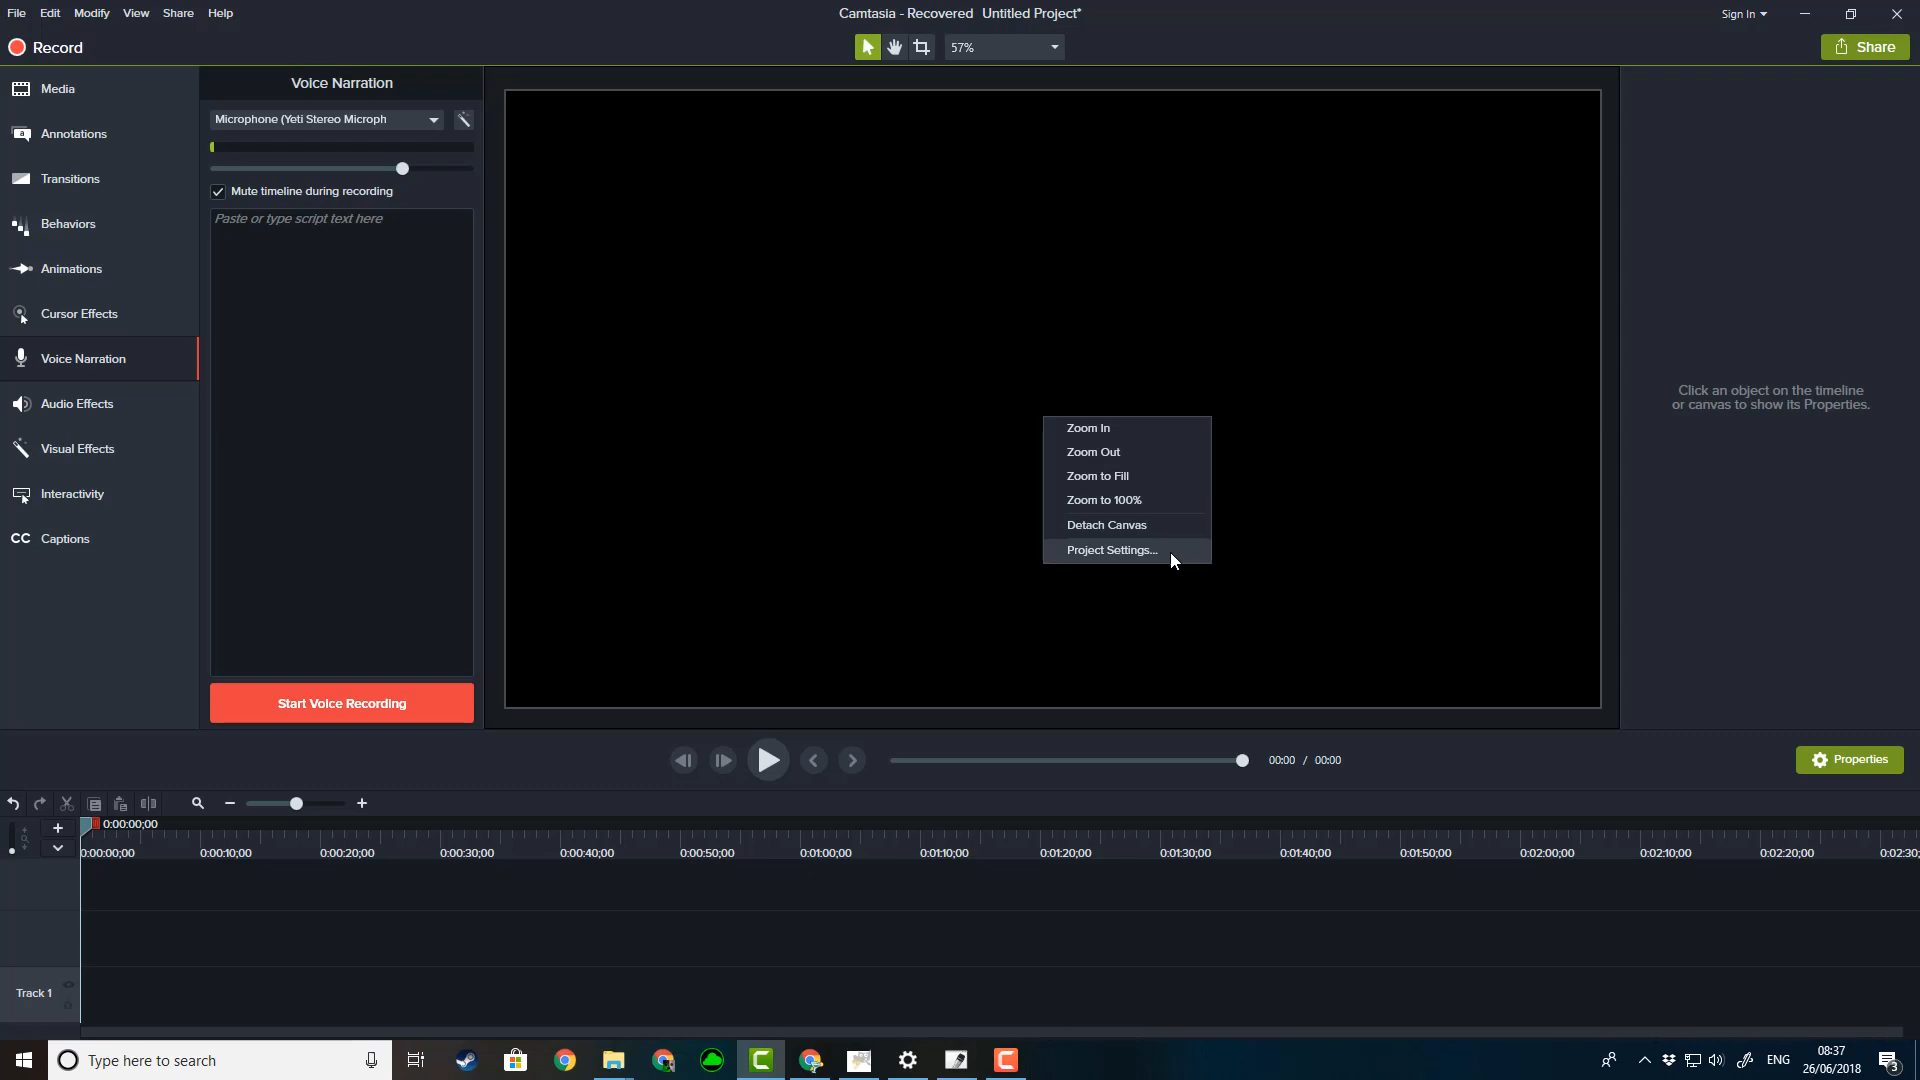 File Edit Modify View Share Help
Camtasia - Recovered Untitled Project*
Sign In
Record
57%
Share
Media
Annotations
Transitions
Behaviors
Animations
Cursor Effects
Voice Narration
Audio Effects
Visual Effects
Interactivity
CC Captions
Voice Narration
Microphone (Yeti Stereo Microph
Mute timeline during recording
Paste or type script text here
Start Voice Recording
Zoom In
Zoom Out
Zoom to Fill
Zoom to 100%
Detach Canvas
Project Settings...
Click an object on the timeline
or canvas to show its Properties.
00:00 / 00:00
Properties
0:00:00;00
0:00:00;00 0:00:10;00 0:00:20;00 0:00:30;00 0:00:40;00 0:00:50;00 0:01:00;00 0:01:10;00 0:01:20;00 0:01:30;00 0:01:40;00 0:01:50;00 0:02:00;00 0:02:10;00 0:02:20;00 0:02:30;
Track 1
Type here to search
ENG
08:37
26/06/2018
3